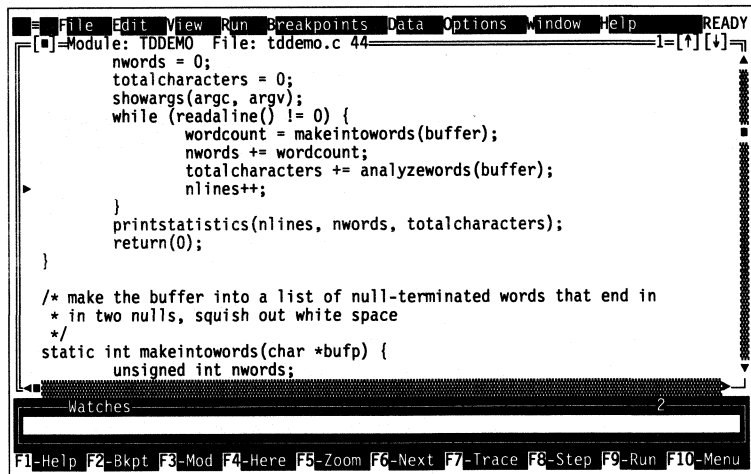 ≡ File Edit View Run Breakpoints Data Options Window Help READY
[■]=Module: TDDEMO File: tddemo.c 44 1=[↑][↓]
nwords = 0;
totalcharacters = 0;
showargs(argc, argv);
while (readaline() != 0) {
wordcount = makeintowords(buffer);
nwords += wordcount;
totalcharacters += analyzewords(buffer);
► nlines++;
}
printstatistics(nlines, nwords, totalcharacters);
return(0);
}
/* make the buffer into a list of null-terminated words that end in
* in two nulls, squish out white space
*/
static int makeintowords(char *bufp) {
unsigned int nwords;
Watches 2
F1-Help F2-Bkpt F3-Mod F4-Here F5-Zoom F6-Next F7-Trace F8-Step F9-Run F10-Menu